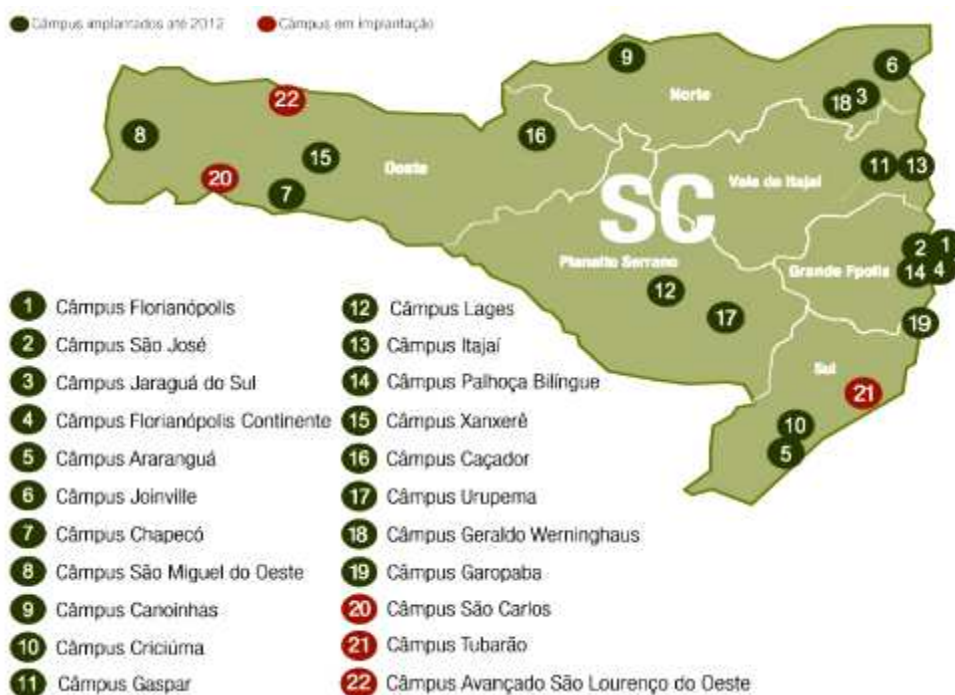 Câmpus implantados até 2012
Câmpus em implantação
9
6
Norte
22
18
3
8
16
15
Oeste
11
13
20
Vale do Itajaí
7
SC
2
1
Planalto Serrano
Grande Fpolis
14
4
12
17
19
Sul
21
10
5
1 Câmpus Florianópolis
2 Câmpus São José
3 Câmpus Jaraguá do Sul
4 Câmpus Florianópolis Continente
5 Câmpus Araranguá
6 Câmpus Joinville
7 Câmpus Chapecó
8 Câmpus São Miguel do Oeste
9 Câmpus Canoinhas
10 Câmpus Criciúma
11 Câmpus Gaspar
12 Câmpus Lages
13 Câmpus Itajaí
14 Câmpus Palhoça Bilíngue
15 Câmpus Xanxerê
16 Câmpus Caçador
17 Câmpus Urupema
18 Câmpus Geraldo Werninghaus
19 Câmpus Garopaba
20 Câmpus São Carlos
21 Câmpus Tubarão
22 Câmpus Avançado São Lourenço do Oeste